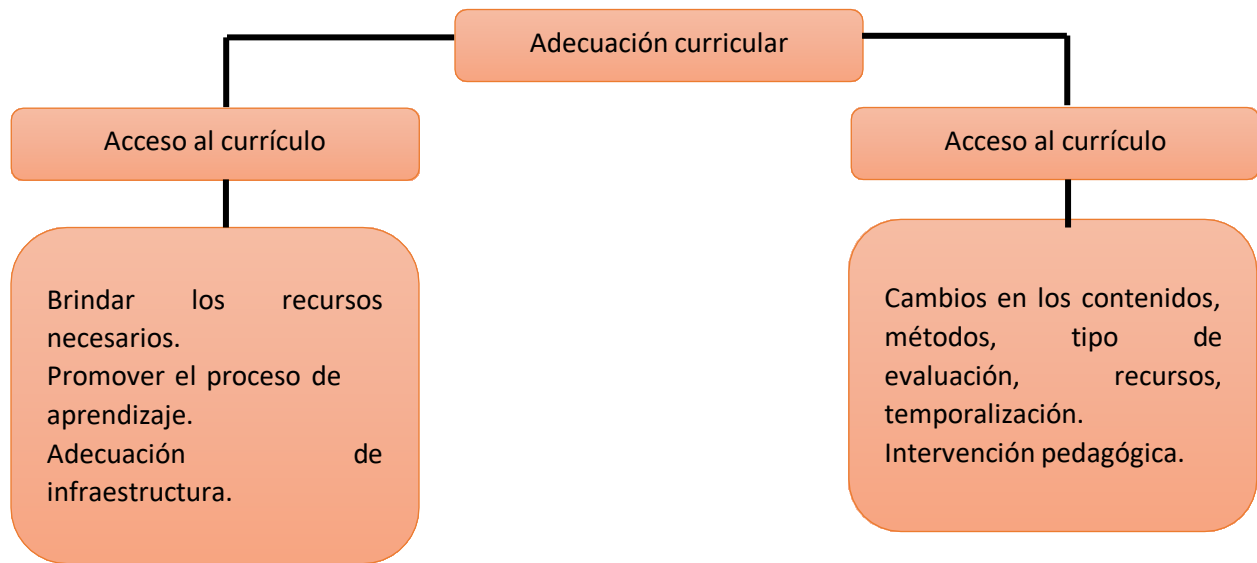 Adecuación curricular
Acceso al currículo
Brindar los recursos
necesarios.
Promover el proceso de
aprendizaje.
Adecuación de
infraestructura.
Acceso al currículo
Cambios en los contenidos,
métodos, tipo de
evaluación, recursos,
temporalización.
Intervención pedagógica.